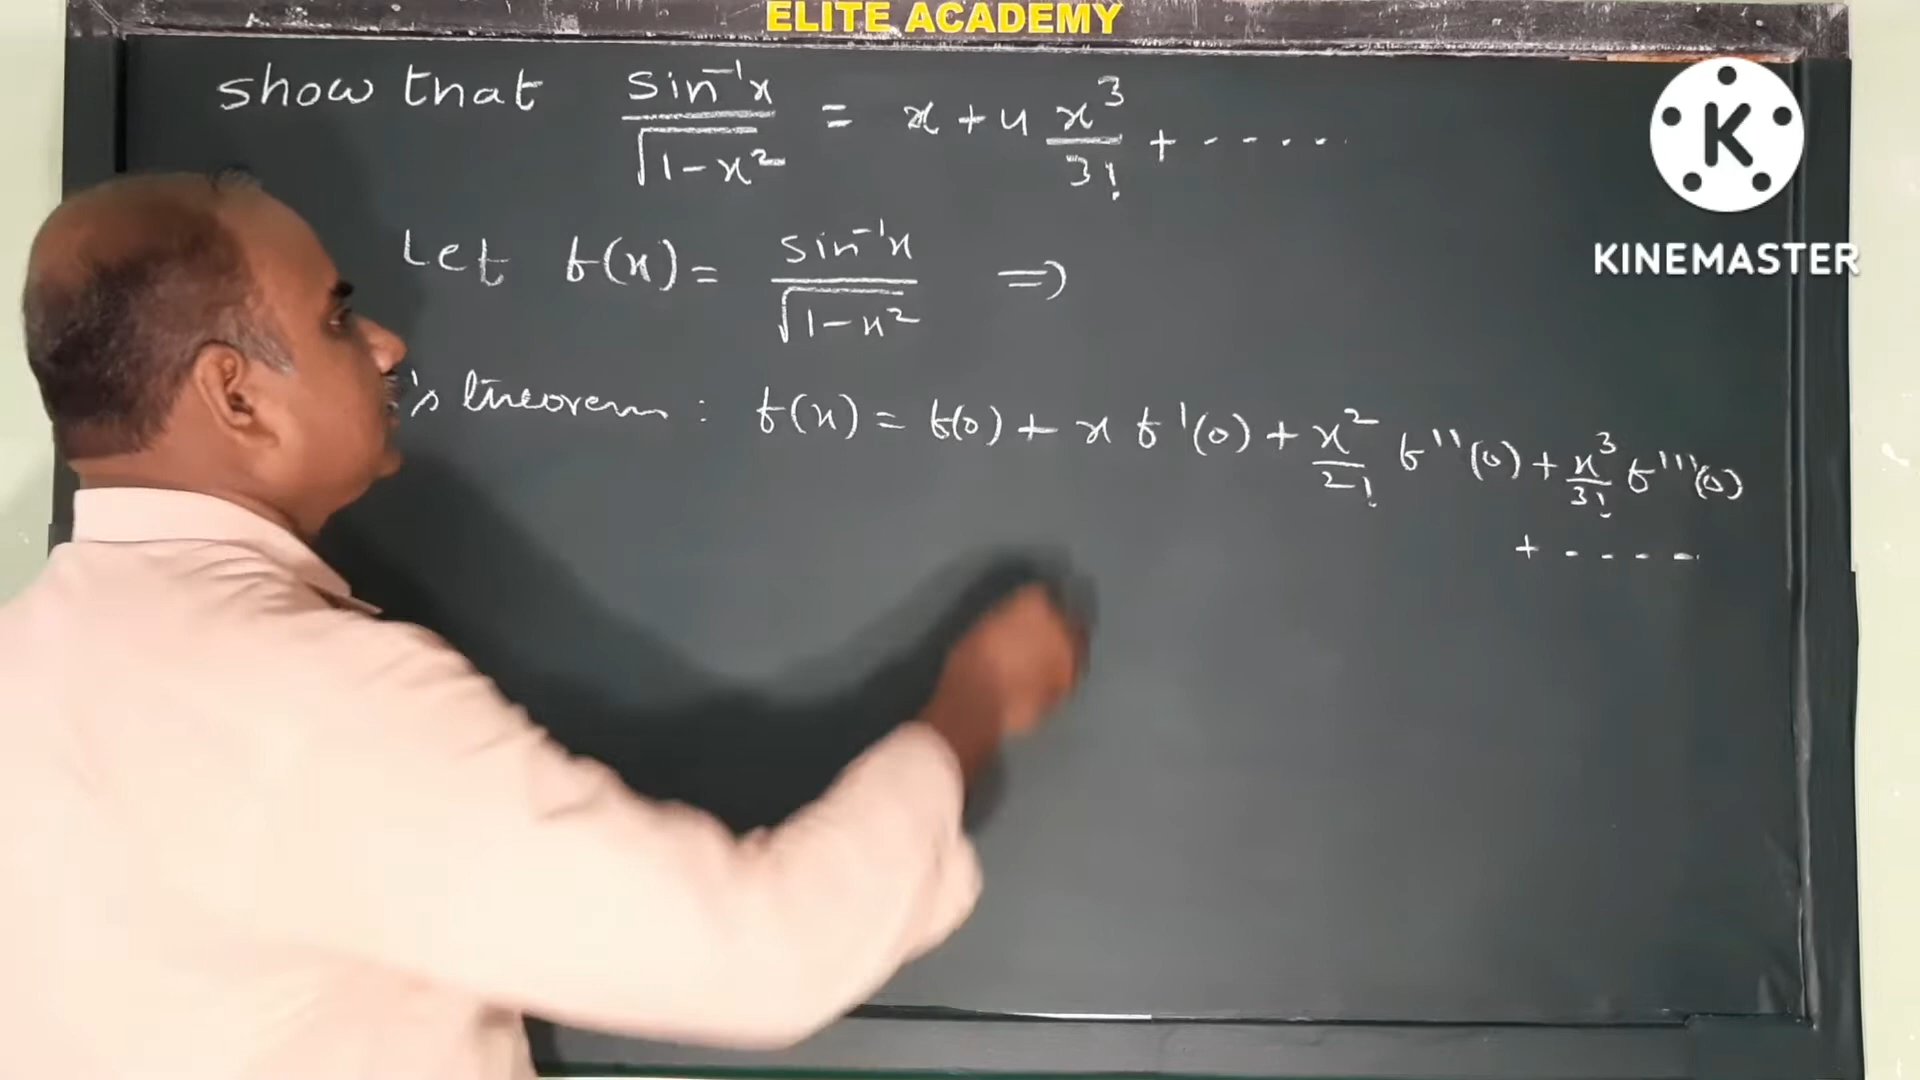 ELITE ACADEMY
show that sin⁻¹x / √1-x² = x + 4 x³/3! + .....
Let f(x) = sin⁻¹x / √1-x² ⇒
's theorem : f(x) = f(0) + x f'(0) + x²/2! f''(0) + x³/3! f'''(0)
+ - - - -
K
KINEMASTER